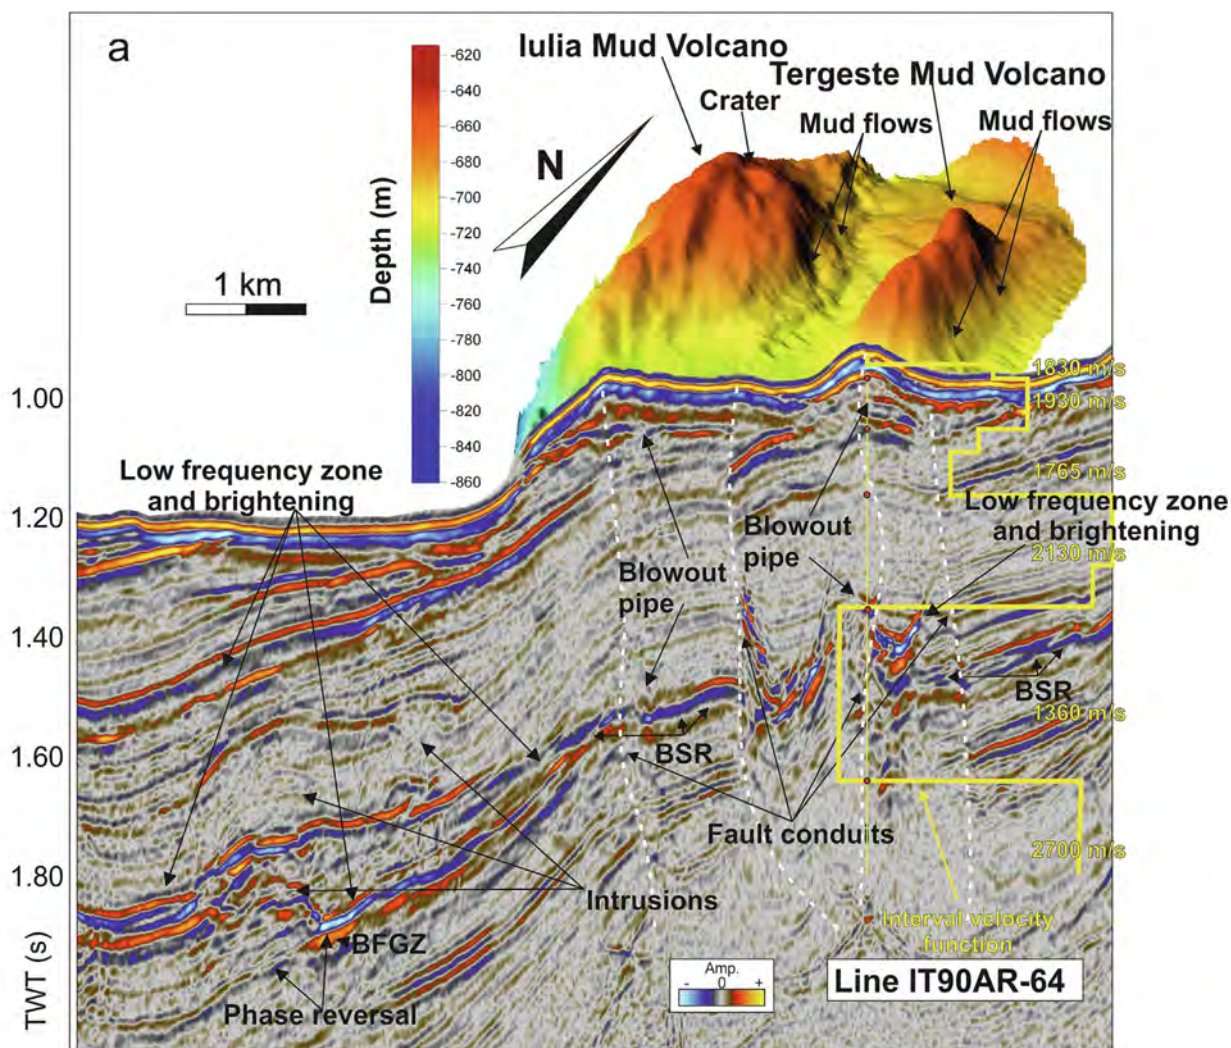 a
Iulia Mud Volcano
Tergeste Mud Volcano
Crater
Mud flows
Mud flows
N
Depth (m)
-620
-640
-660
-680
-700
-720
-740
-760
-780
-800
-820
-840
-860
1 km
1830 m/s
1930 m/s
1765 m/s
2130 m/s
1360 m/s
2700 m/s
1.00
1.20
1.40
1.60
1.80
TWT (s)
Low frequency zone
and brightening
Low frequency zone
and brightening
Blowout
pipe
Blowout
pipe
BSR
BSR
Fault conduits
Intrusions
BFGZ
Phase reversal
Interval velocity
function
Amp.
- 0 +
Line IT90AR-64